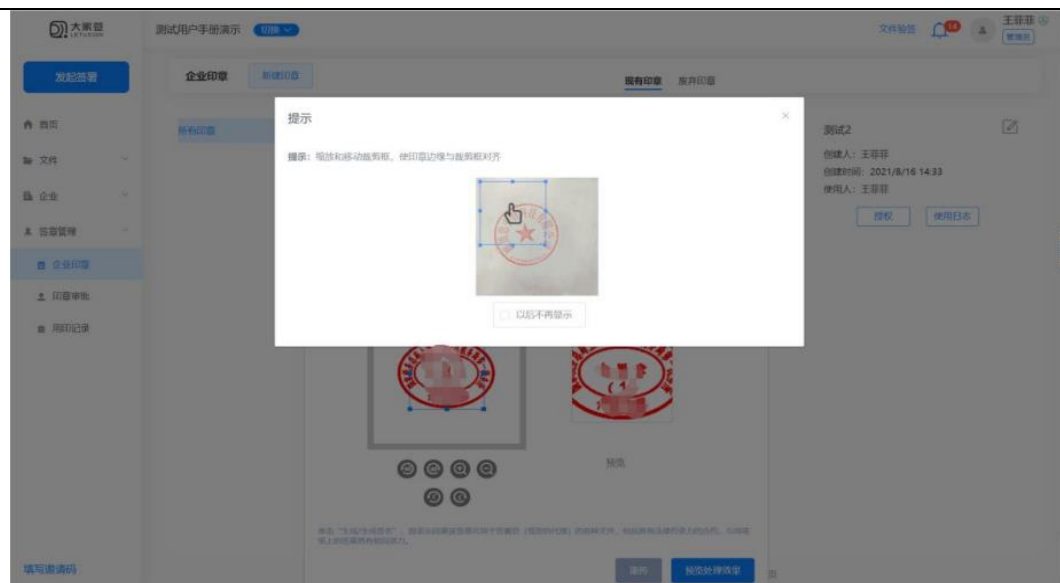 大家签
测试用户手册演示 切换
文件验签 14 王菲菲
管理员
发起签署
企业印章 新建印章 现有印章 废弃印章
首页
文件
企业
签章管理
企业印章
印章审批
用印记录
所有印章
提示
提示：缩放和移动裁剪框，使印章边缘与裁剪框对齐
以后不再显示
测试2
创建人：王菲菲
创建时间：2021/8/16 14:33
使用人：王菲菲
授权 使用日志
预览
预览处理效果
填写邀请码
页